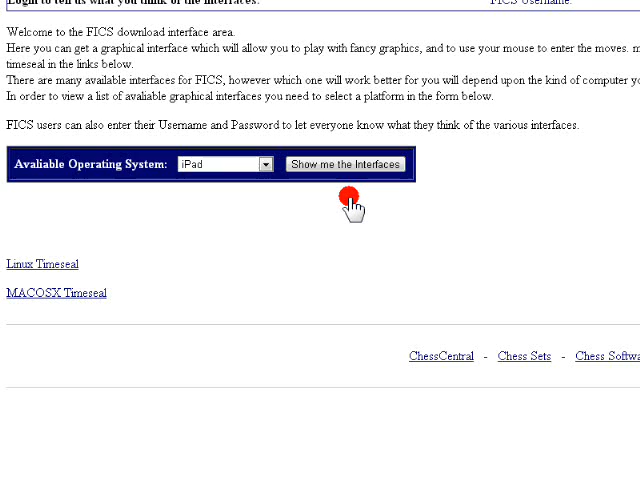 Login to tell us what you think of the interfaces. FICS Username:
Welcome to the FICS download interface area.
Here you can get a graphical interface which will allow you to play with fancy graphics, and to use your mouse to enter the moves. m
timeseal in the links below.
There are many available interfaces for FICS, however which one will work better for you will depend upon the kind of computer yo
In order to view a list of avaliable graphical interfaces you need to select a platform in the form below.
FICS users can also enter their Username and Password to let everyone know what they think of the various interfaces.
Avaliable Operating System: iPad Show me the Interfaces
Linux Timeseal
MACOSX Timeseal
ChessCentral - Chess Sets - Chess Softwa